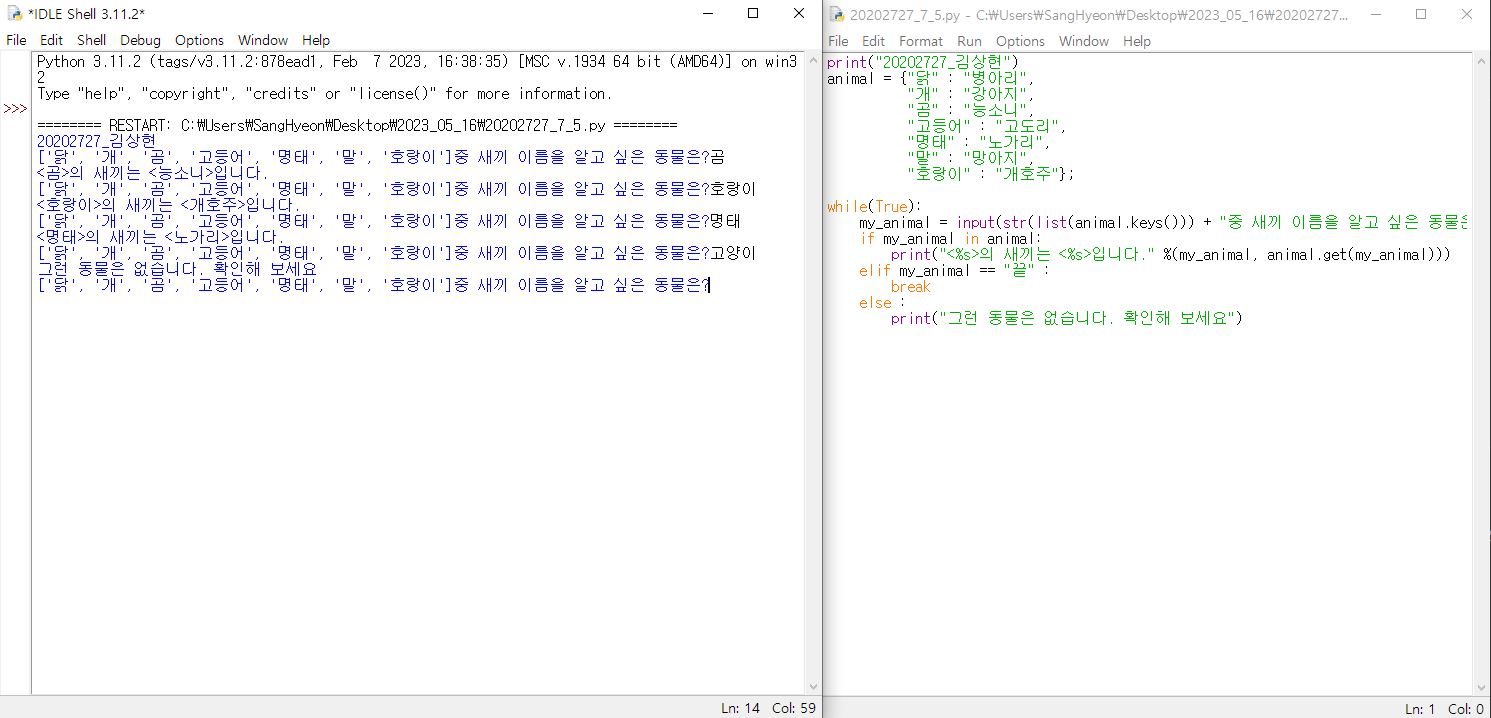 *IDLE Shell 3.11.2*
File Edit Shell Debug Options Window Help
Python 3.11.2 (tags/v3.11.2:878ead1, Feb  7 2023, 16:38:35) [MSC v.1934 64 bit (AMD64)] on win3
2
Type "help", "copyright", "credits" or "license()" for more information.
>>>
======== RESTART: C:\Users\SangHyeon\Desktop\2023_05_16\20202727_7_5.py ========
20202727_김상현
['닭', '개', '곰', '고등어', '명태', '말', '호랑이']중 새끼 이름을 알고 싶은 동물은?곰
<곰>의 새끼는 <능소니>입니다.
['닭', '개', '곰', '고등어', '명태', '말', '호랑이']중 새끼 이름을 알고 싶은 동물은?호랑이
<호랑이>의 새끼는 <개호주>입니다.
['닭', '개', '곰', '고등어', '명태', '말', '호랑이']중 새끼 이름을 알고 싶은 동물은?명태
<명태>의 새끼는 <노가리>입니다.
['닭', '개', '곰', '고등어', '명태', '말', '호랑이']중 새끼 이름을 알고 싶은 동물은?고양이
그런 동물은 없습니다. 확인해 보세요
['닭', '개', '곰', '고등어', '명태', '말', '호랑이']중 새끼 이름을 알고 싶은 동물은?
Ln: 14 Col: 59
20202727_7_5.py - C:\Users\SangHyeon\Desktop\2023_05_16\20202727...
File Edit Format Run Options Window Help
print("20202727_김상현")
animal = {"닭" : "병아리",
"개" : "강아지",
"곰" : "능소니",
"고등어" : "고도리",
"명태" : "노가리",
"말" : "망아지",
"호랑이" : "개호주"};
while(True):
my_animal = input(str(list(animal.keys())) + "중 새끼 이름을 알고 싶은 동물은
if my_animal in animal:
print("<%s>의 새끼는 <%s>입니다." %(my_animal, animal.get(my_animal)))
elif my_animal == "끝" :
break
else :
print("그런 동물은 없습니다. 확인해 보세요")
Ln: 1 Col: 0